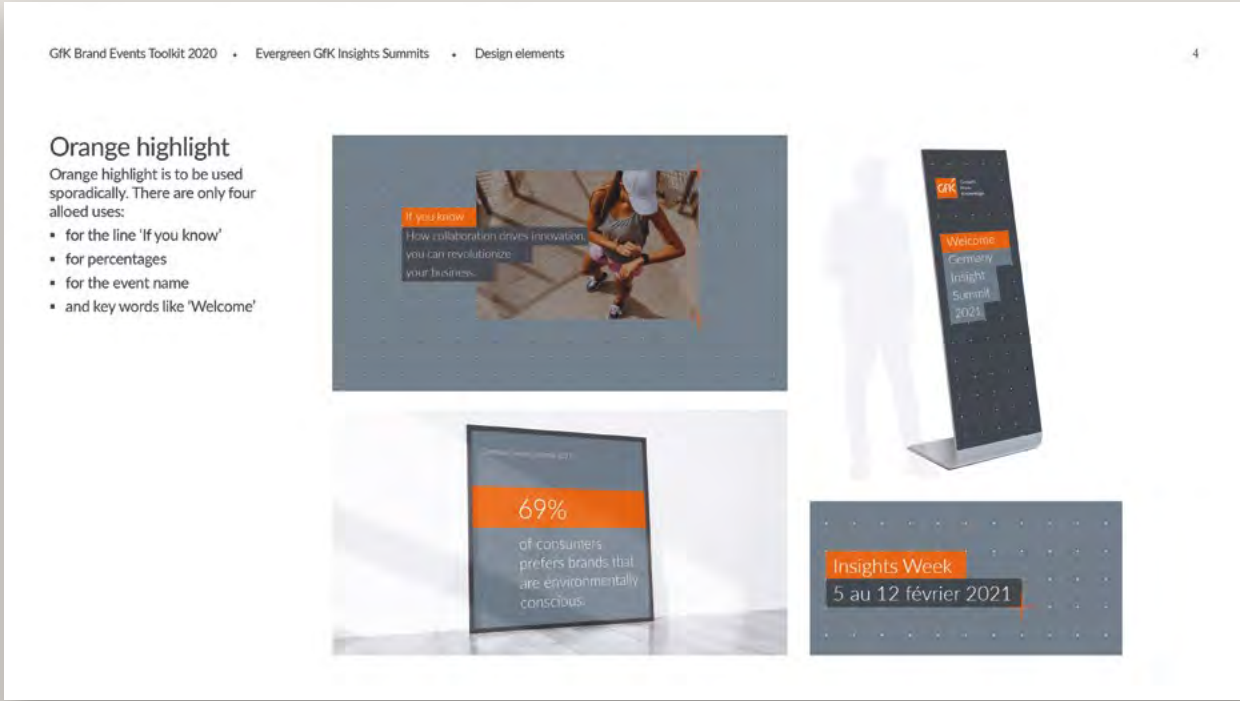 GfK Brand Events Toolkit 2020 • Evergreen GfK Insights Summits • Design elements
4
Orange highlight
Orange highlight is to be used
sporadically. There are only four
alloed uses:
▪ for the line ‘If you know’
▪ for percentages
▪ for the event name
▪ and key words like ‘Welcome’
If you know
How collaboration drives innovation,
you can revolutionize
your business.
GfK
Welcome
Germany
Insight
Summit
2021
69%
of consumers
prefers brands that
are environmentally
conscious.
Insights Week
5 au 12 février 2021